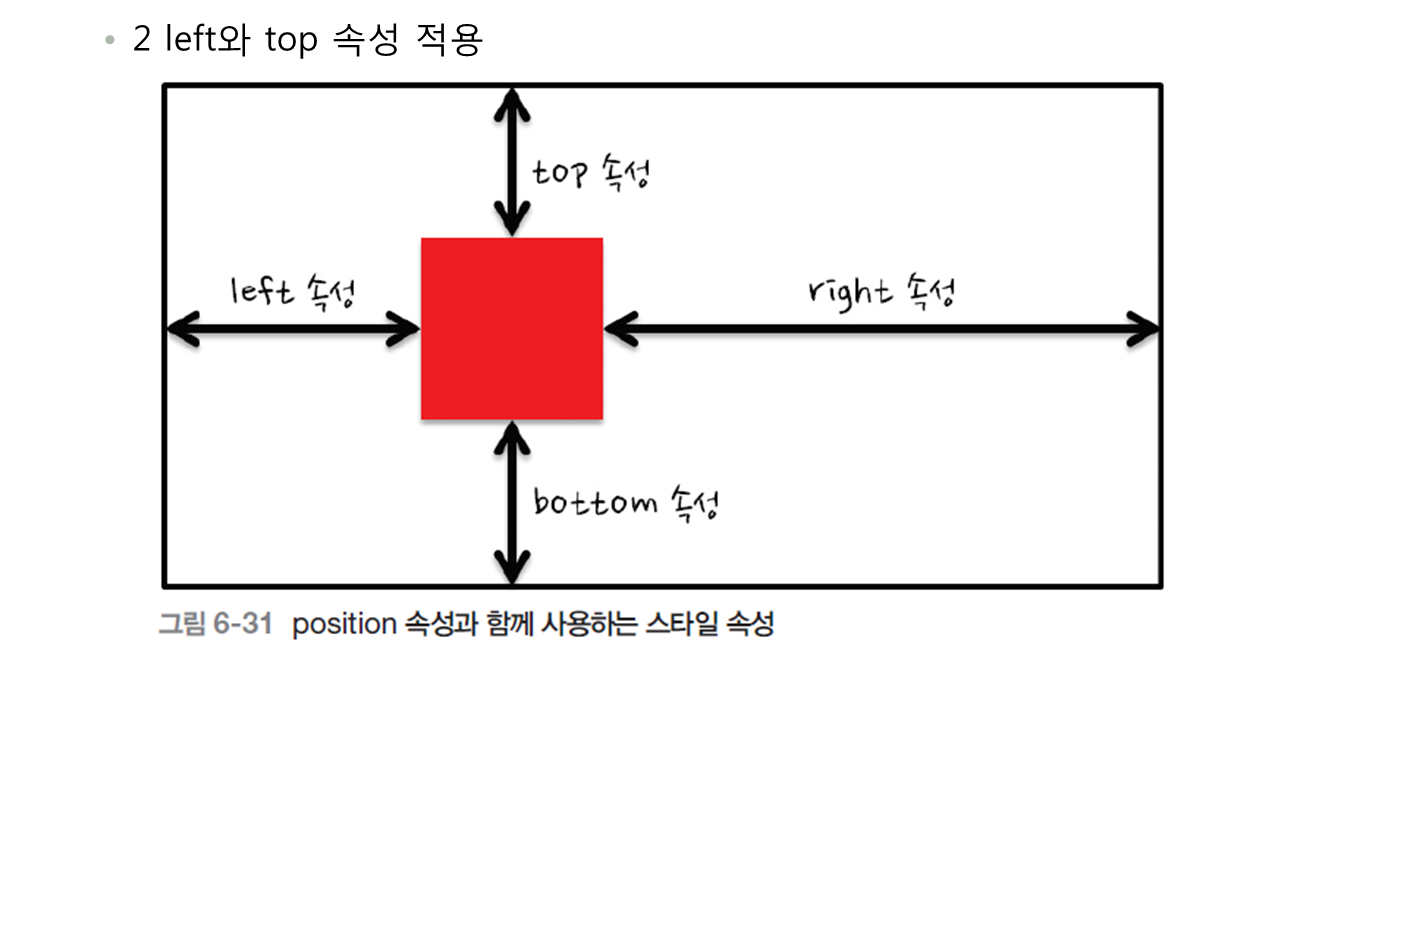 • 2 left와 top 속성 적용
top 속성
left 속성
right 속성
bottom 속성
그림 6-31 position 속성과 함께 사용하는 스타일 속성